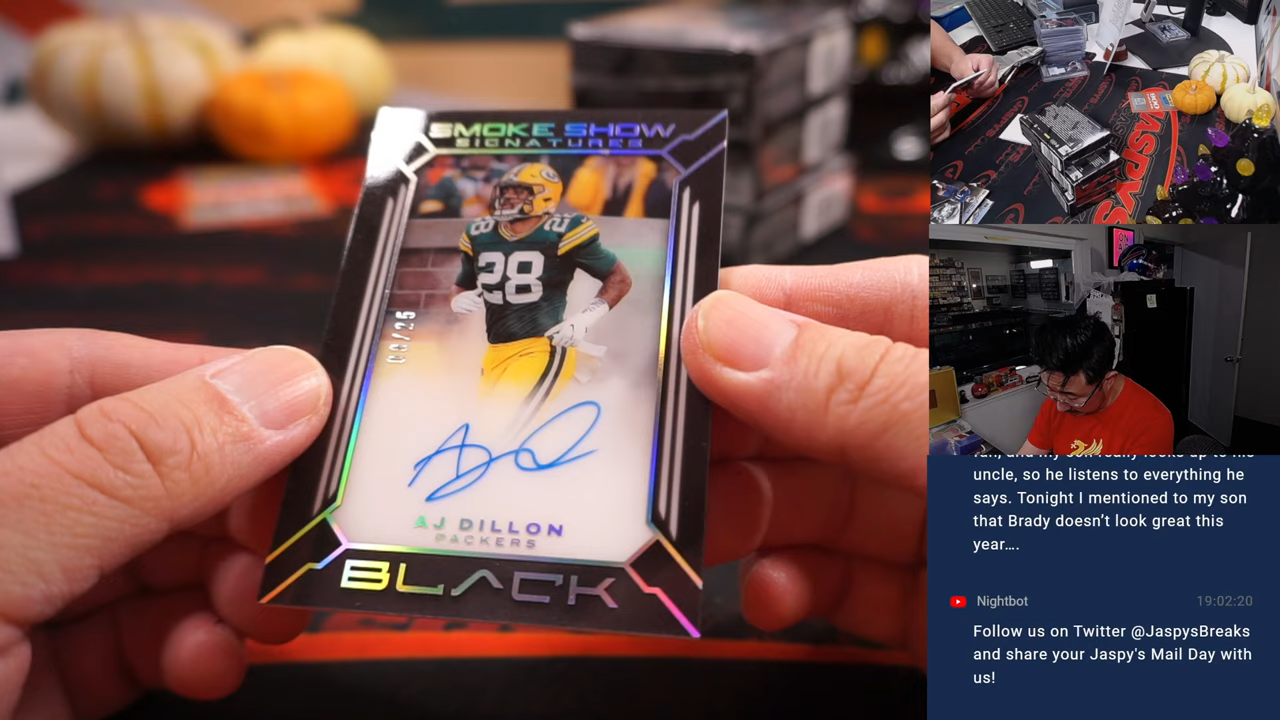 SMOKE SHOW
SIGNATURES
28
28
AJ DILLON
PACKERS
BLACK
JASPYS
uncle, so he listens to everything he
says. Tonight I mentioned to my son
that Brady doesn’t look great this
year....
Nightbot
19:02:20
Follow us on Twitter @JaspysBreaks
and share your Jaspy's Mail Day with
us!